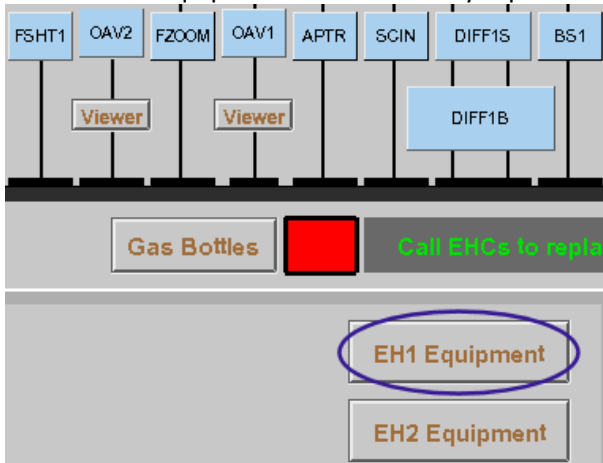 FSHT1 OAV2 FZOOM OAV1 APTR SCIN DIFF1S BS1
Viewer Viewer DIFF1B
Gas Bottles Call EHCs to repla
EH1 Equipment
EH2 Equipment